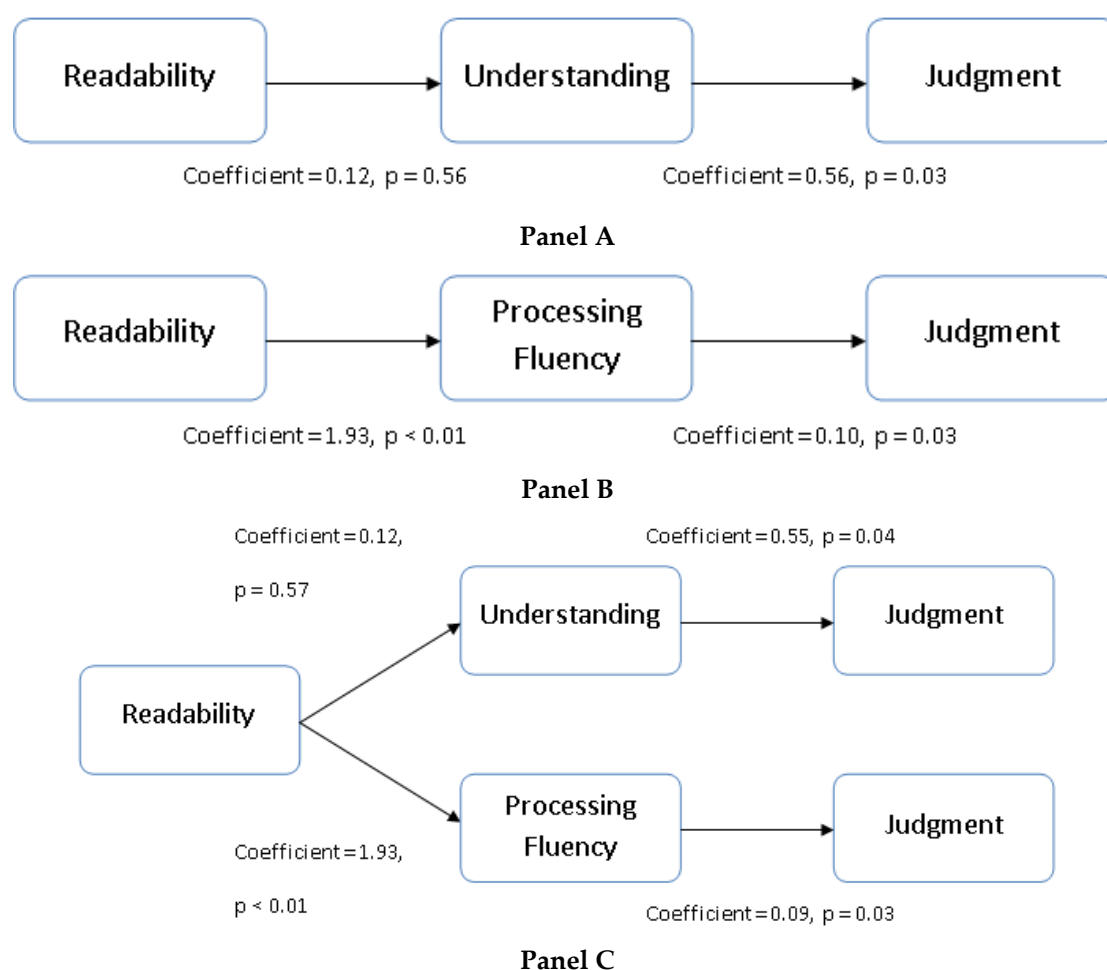 Readability
Understanding
Judgment
Coefficient=0.12, p=0.56
Coefficient=0.56, p=0.03
Panel A
Readability
Processing
Fluency
Judgment
Coefficient=1.93, p < 0.01
Coefficient=0.10, p=0.03
Panel B
Coefficient=0.12,
p = 0.57
Coefficient=0.55, p=0.04
Understanding
Judgment
Readability
Processing
Fluency
Judgment
Coefficient=1.93,
p < 0.01
Coefficient=0.09, p=0.03
Panel C